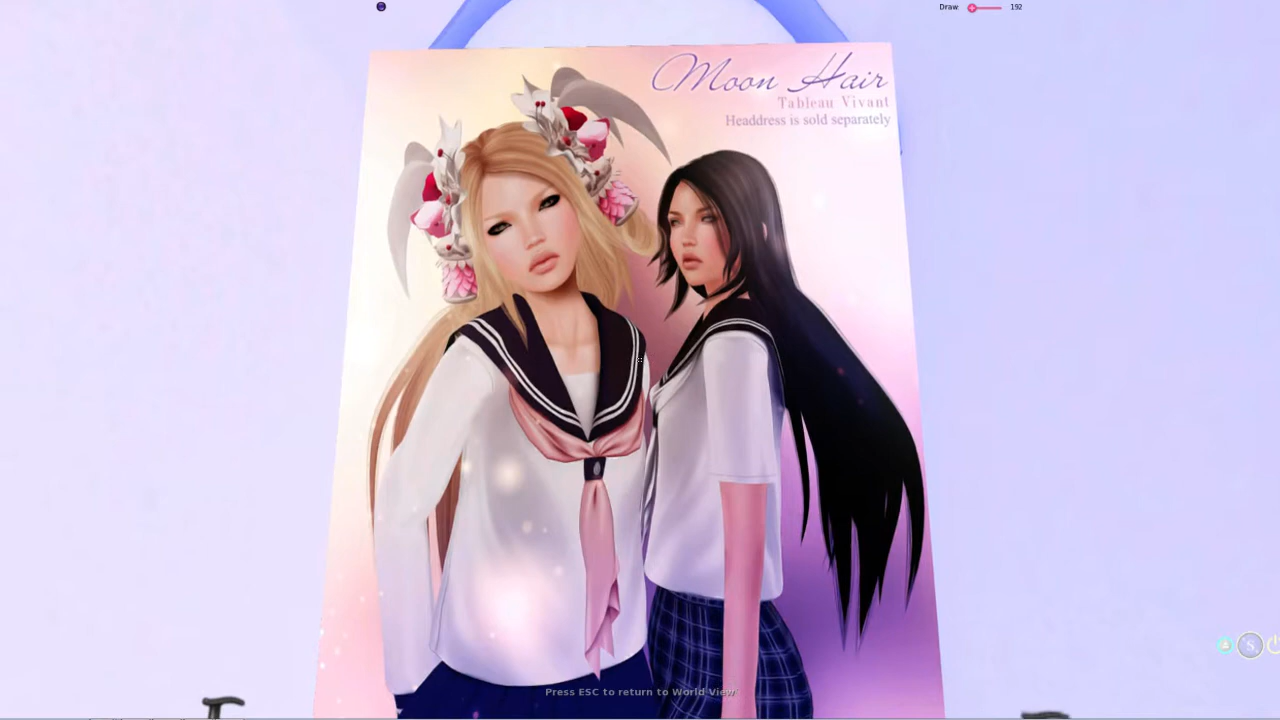 Draw: 192
Moon Hair
Tableau Vivant
Headdress is sold separately
S
Press ESC to return to World View